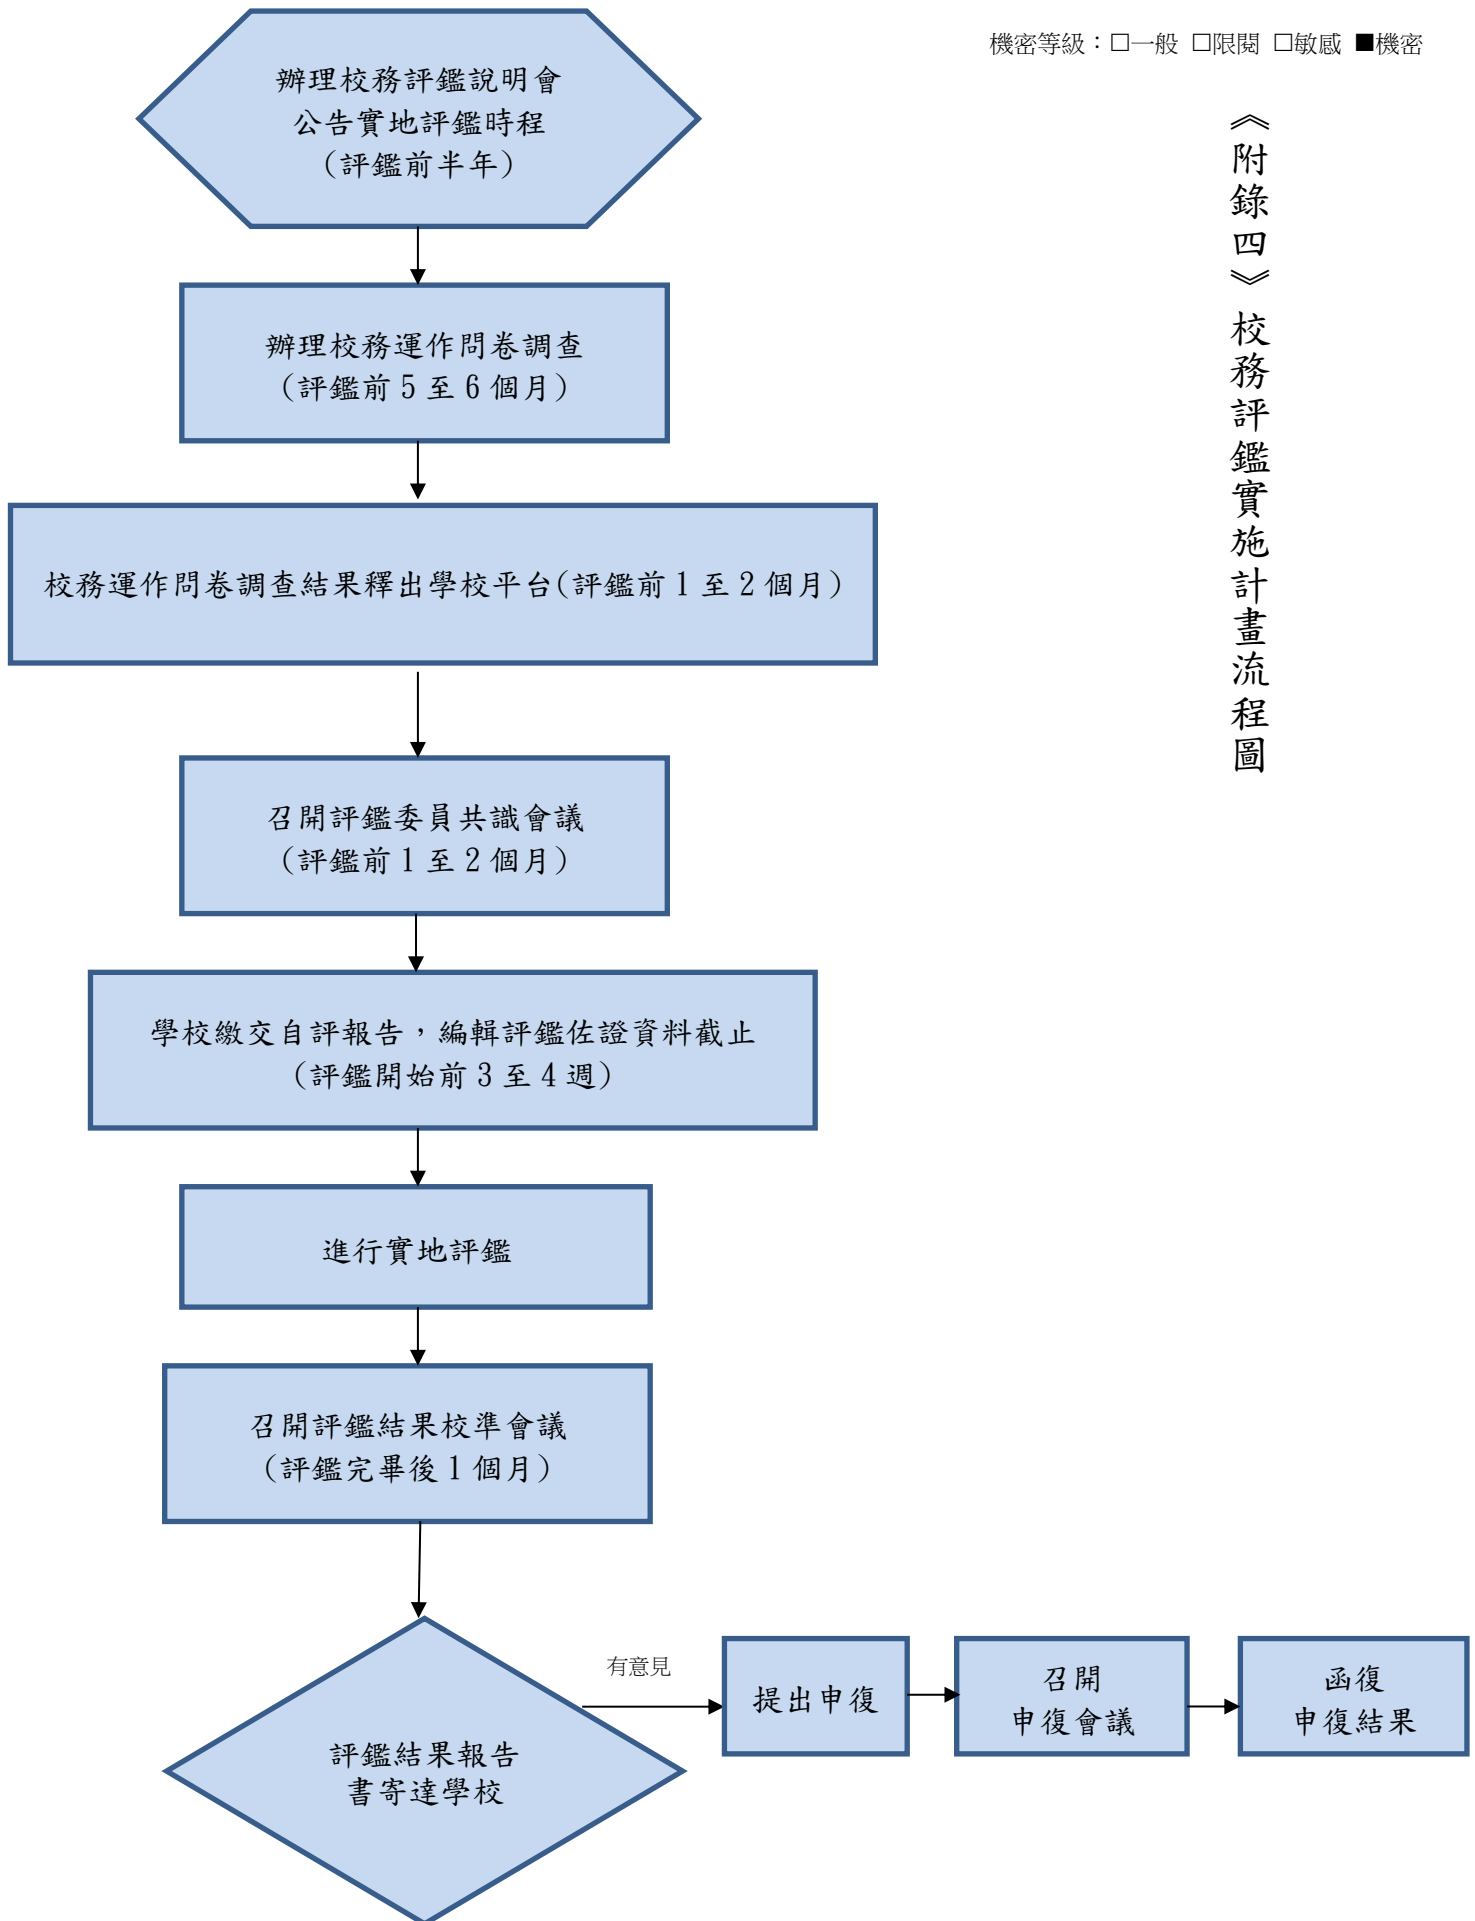 機密等級：□一般 □限閱 □敏感 ■機密
《附錄四》校務評鑑實施計畫流程圖
辦理校務評鑑說明會
公告實地評鑑時程
(評鑑前半年)
辦理校務運作問卷調查
(評鑑前 5 至 6 個月)
校務運作問卷調查結果釋出學校平台(評鑑前 1 至 2 個月)
召開評鑑委員共識會議
(評鑑前 1 至 2 個月)
學校繳交自評報告，編輯評鑑佐證資料截止
(評鑑開始前 3 至 4 週)
進行實地評鑑
召開評鑑結果校準會議
(評鑑完畢後 1 個月)
評鑑結果報告
書寄達學校
有意見
提出申復
召開
申復會議
函復
申復結果